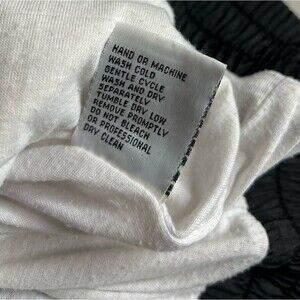 HAND OR MACHINE
WASH COLD
GENTLE CYCLE
WASH AND DRY
SEPARATELY
TUMBLE DRY LOW
REMOVE PROMPTLY
DO NOT BLEACH
OR PROFESSIONAL
DRY CLEAN